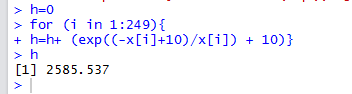 > h=0
> for (i in 1:249){
+ h=h+ (exp((-x[i]+10)/x[i]) + 10)}
> h
[1] 2585.537
>